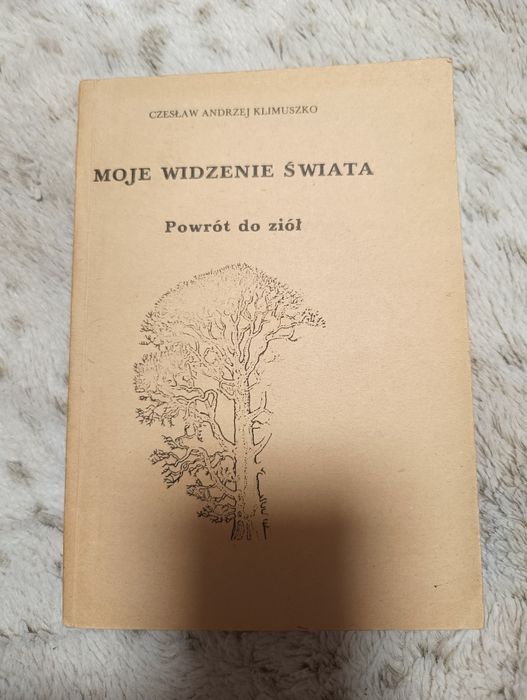 CZESŁAW ANDRZEJ KLIMUSZKO
MOJE WIDZENIE ŚWIATA
Powrót do ziół